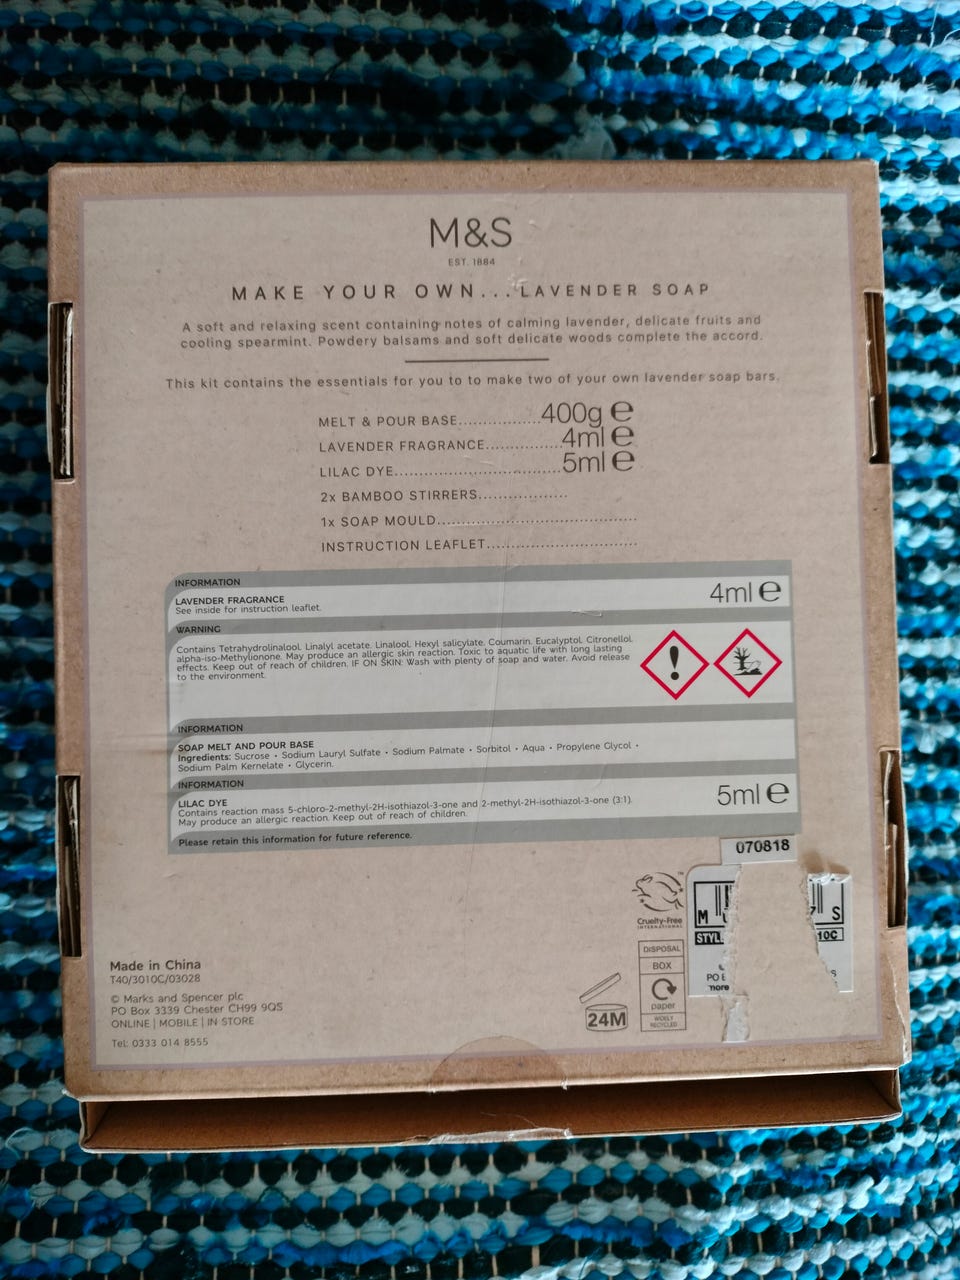 M&S
EST. 1884
MAKE YOUR OWN...LAVENDER SOAP
A soft and relaxing scent containing notes of calming lavender, delicate fruits and
cooling spearmint. Powdery balsams and soft delicate woods complete the accord.
This kit contains the essentials for you to to make two of your own lavender soap bars.
MELT & POUR BASE.................400g ℮
LAVENDER FRAGRANCE................4ml ℮
LILAC DYE...................................5ml ℮
2x BAMBOO STIRRERS..................
1x SOAP MOULD.........................................
INSTRUCTION LEAFLET...............................
INFORMATION
LAVENDER FRAGRANCE 4ml ℮
See inside for instruction leaflet.
WARNING
Contains Tetrahydrolinalool, Linalyl acetate, Linalool, Hexyl salicylate, Coumarin, Eucalyptol, Citronellol,
alpha-iso-Methylionone. May produce an allergic skin reaction. Toxic to aquatic life with long lasting
effects. Keep out of reach of children. IF ON SKIN: Wash with plenty of soap and water. Avoid release
to the environment.
INFORMATION
SOAP MELT AND POUR BASE
Ingredients: Sucrose • Sodium Lauryl Sulfate • Sodium Palmate • Sorbitol • Aqua • Propylene Glycol •
Sodium Palm Kernelate • Glycerin.
INFORMATION
LILAC DYE 5ml ℮
Contains reaction mass 5-chloro-2-methyl-2H-isothiazol-3-one and 2-methyl-2H-isothiazol-3-one (3:1).
May produce an allergic reaction. Keep out of reach of children.
Please retain this information for future reference.
070818
Cruelty-Free
INTERNATIONAL
M 7 S
STYL 10C
PO
more
DISPOSAL
BOX
paper
WIDELY
RECYCLED
24M
Made in China
T40/3010C/03028
© Marks and Spencer plc
PO Box 3339 Chester CH99 9QS
ONLINE | MOBILE | IN STORE
Tel: 0333 014 8555